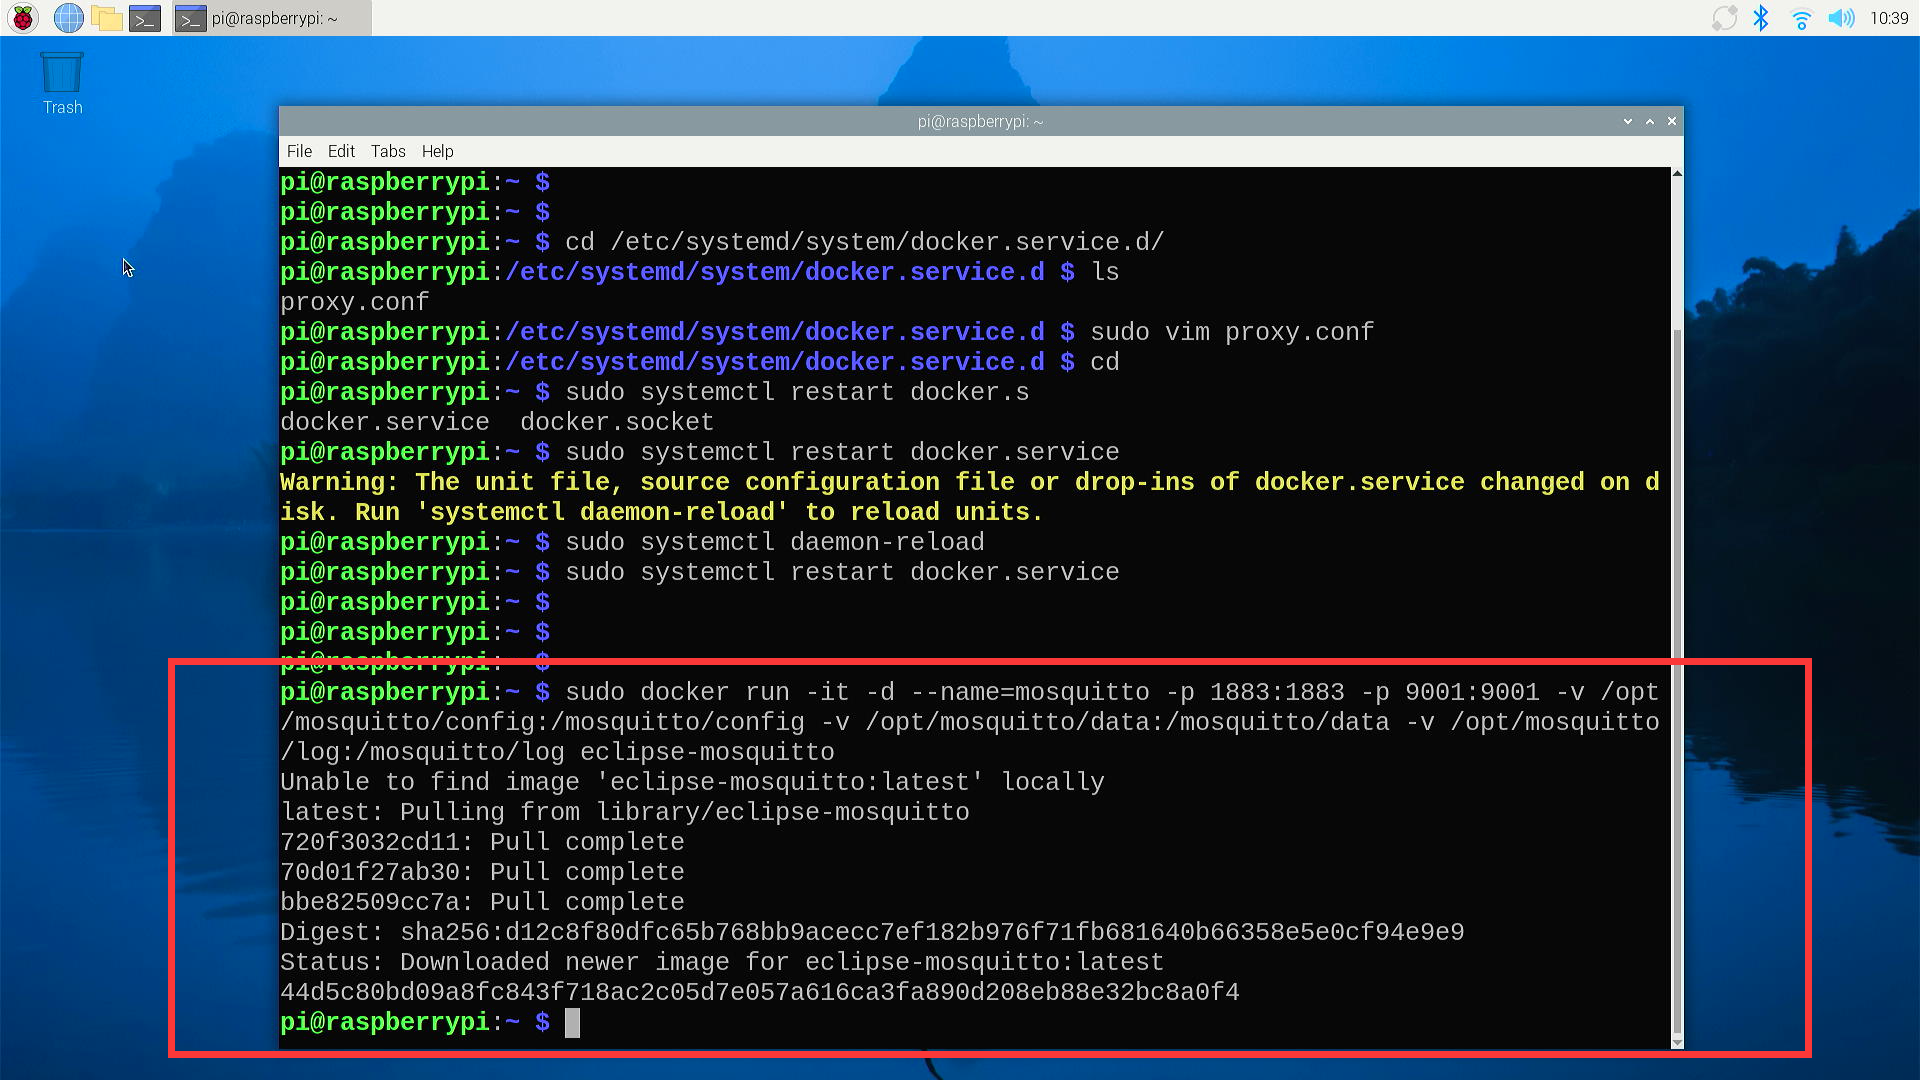 pi@raspberrypi: ~
10:39
Trash
pi@raspberrypi: ~
File Edit Tabs Help
pi@raspberrypi:~ $
pi@raspberrypi:~ $
pi@raspberrypi:~ $ cd /etc/systemd/system/docker.service.d/
pi@raspberrypi:/etc/systemd/system/docker.service.d $ ls
proxy.conf
pi@raspberrypi:/etc/systemd/system/docker.service.d $ sudo vim proxy.conf
pi@raspberrypi:/etc/systemd/system/docker.service.d $ cd
pi@raspberrypi:~ $ sudo systemctl restart docker.s
docker.service  docker.socket
pi@raspberrypi:~ $ sudo systemctl restart docker.service
Warning: The unit file, source configuration file or drop-ins of docker.service changed on d
isk. Run 'systemctl daemon-reload' to reload units.
pi@raspberrypi:~ $ sudo systemctl daemon-reload
pi@raspberrypi:~ $ sudo systemctl restart docker.service
pi@raspberrypi:~ $
pi@raspberrypi:~ $
pi@raspberrypi:~ $
pi@raspberrypi:~ $ sudo docker run -it -d --name=mosquitto -p 1883:1883 -p 9001:9001 -v /opt
/mosquitto/config:/mosquitto/config -v /opt/mosquitto/data:/mosquitto/data -v /opt/mosquitto
/log:/mosquitto/log eclipse-mosquitto
Unable to find image 'eclipse-mosquitto:latest' locally
latest: Pulling from library/eclipse-mosquitto
720f3032cd11: Pull complete
70d01f27ab30: Pull complete
bbe82509cc7a: Pull complete
Digest: sha256:d12c8f80dfc65b768bb9acecc7ef182b976f71fb681640b66358e5e0cf94e9e9
Status: Downloaded newer image for eclipse-mosquitto:latest
44d5c80bd09a8fc843f718ac2c05d7e057a616ca3fa890d208eb88e32bc8a0f4
pi@raspberrypi:~ $